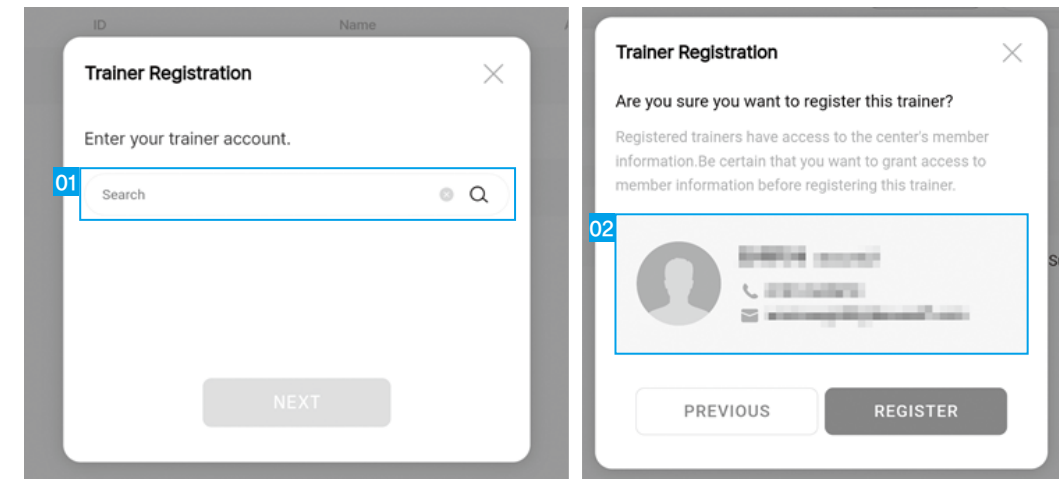 ID Name
Trainer Registration
Enter your trainer account.
01
Search
NEXT
Trainer Registration
Are you sure you want to register this trainer?
Registered trainers have access to the center's member
information.Be certain that you want to grant access to
member information before registering this trainer.
02
PREVIOUS REGISTER